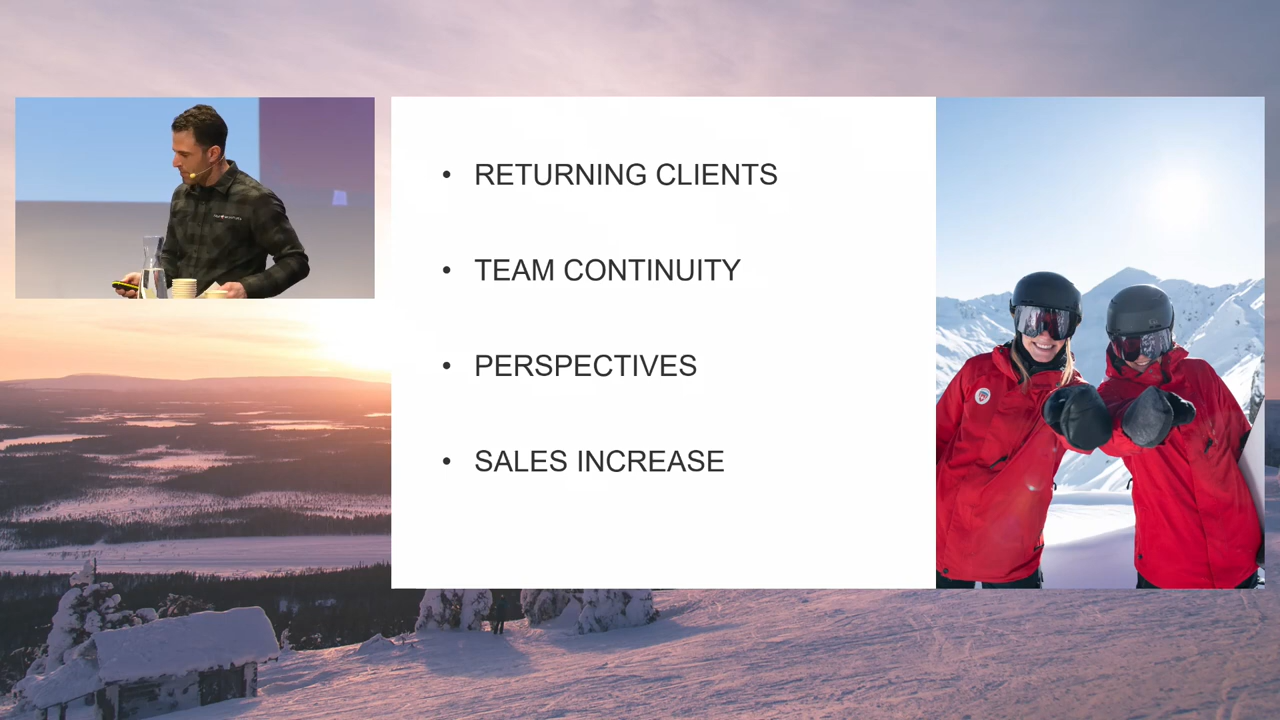 • RETURNING CLIENTS
• TEAM CONTINUITY
• PERSPECTIVES
• SALES INCREASE